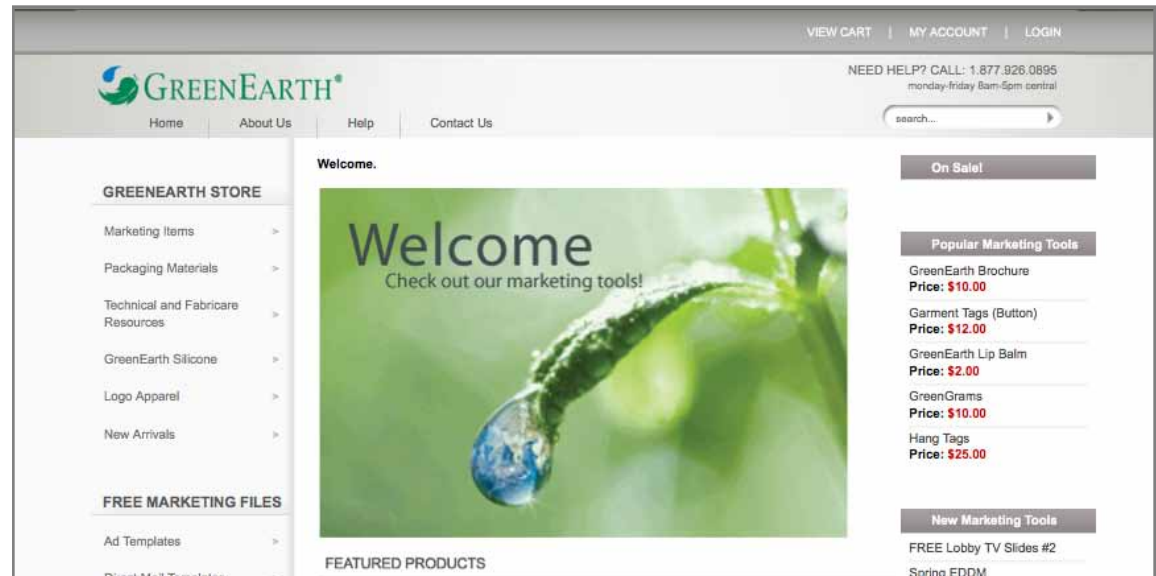 VIEW CART | MY ACCOUNT | LOGIN
GREENEARTH®
NEED HELP? CALL: 1.877.926.0895
monday-friday 8am-5pm central
Home About Us Help Contact Us
search...
GREENEARTH STORE
Marketing Items >
Packaging Materials >
Technical and Fabricare
Resources >
GreenEarth Silicone >
Logo Apparel >
New Arrivals >
FREE MARKETING FILES
Ad Templates >
Direct Mail Templates
Welcome.
Welcome
Check out our marketing tools!
FEATURED PRODUCTS
On Sale!
Popular Marketing Tools
GreenEarth Brochure
Price: $10.00
Garment Tags (Button)
Price: $12.00
GreenEarth Lip Balm
Price: $2.00
GreenGrams
Price: $10.00
Hang Tags
Price: $25.00
New Marketing Tools
FREE Lobby TV Slides #2
Spring EDDM